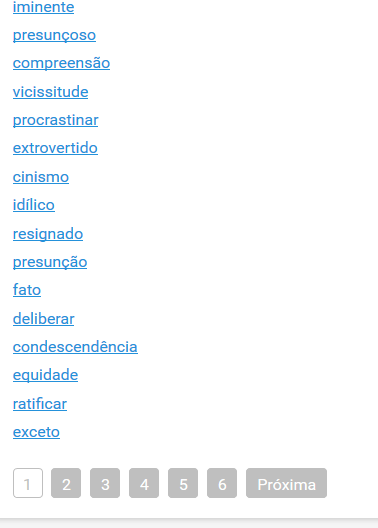 iminente
presunçoso
compreensão
vicissitude
procrastinar
extrovertido
cinismo
idílico
resignado
presunção
fato
deliberar
condescendência
equidade
ratificar
exceto
1 2 3 4 5 6 Próxima